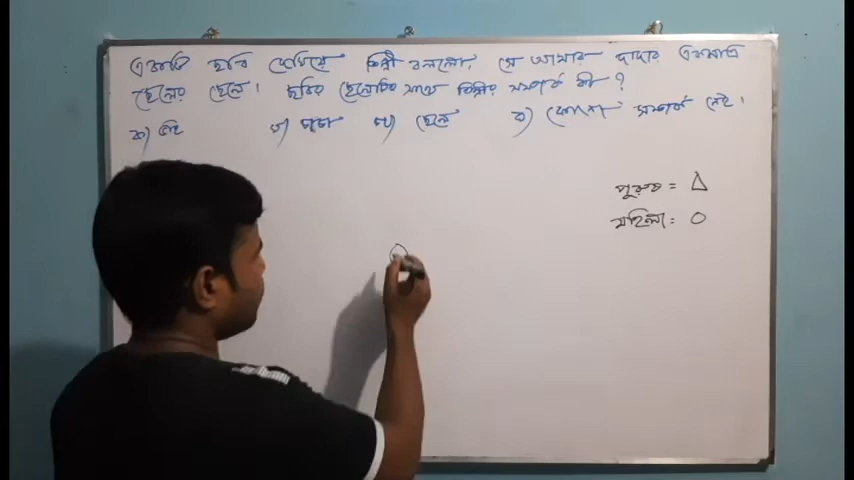 একটি ছবি দেখিয়ে শিল্পী বললো, সে আমার দাদার একমাত্র
ছেলের ছেলে। ছবির ছেলেটির সাথে শিল্পীর সম্পর্ক কী?
ক) ভাই খ) চাচা গ) ছেলে ঘ) কোনো সম্পর্ক নেই।
পুরুষ = Δ
মহিলা = O